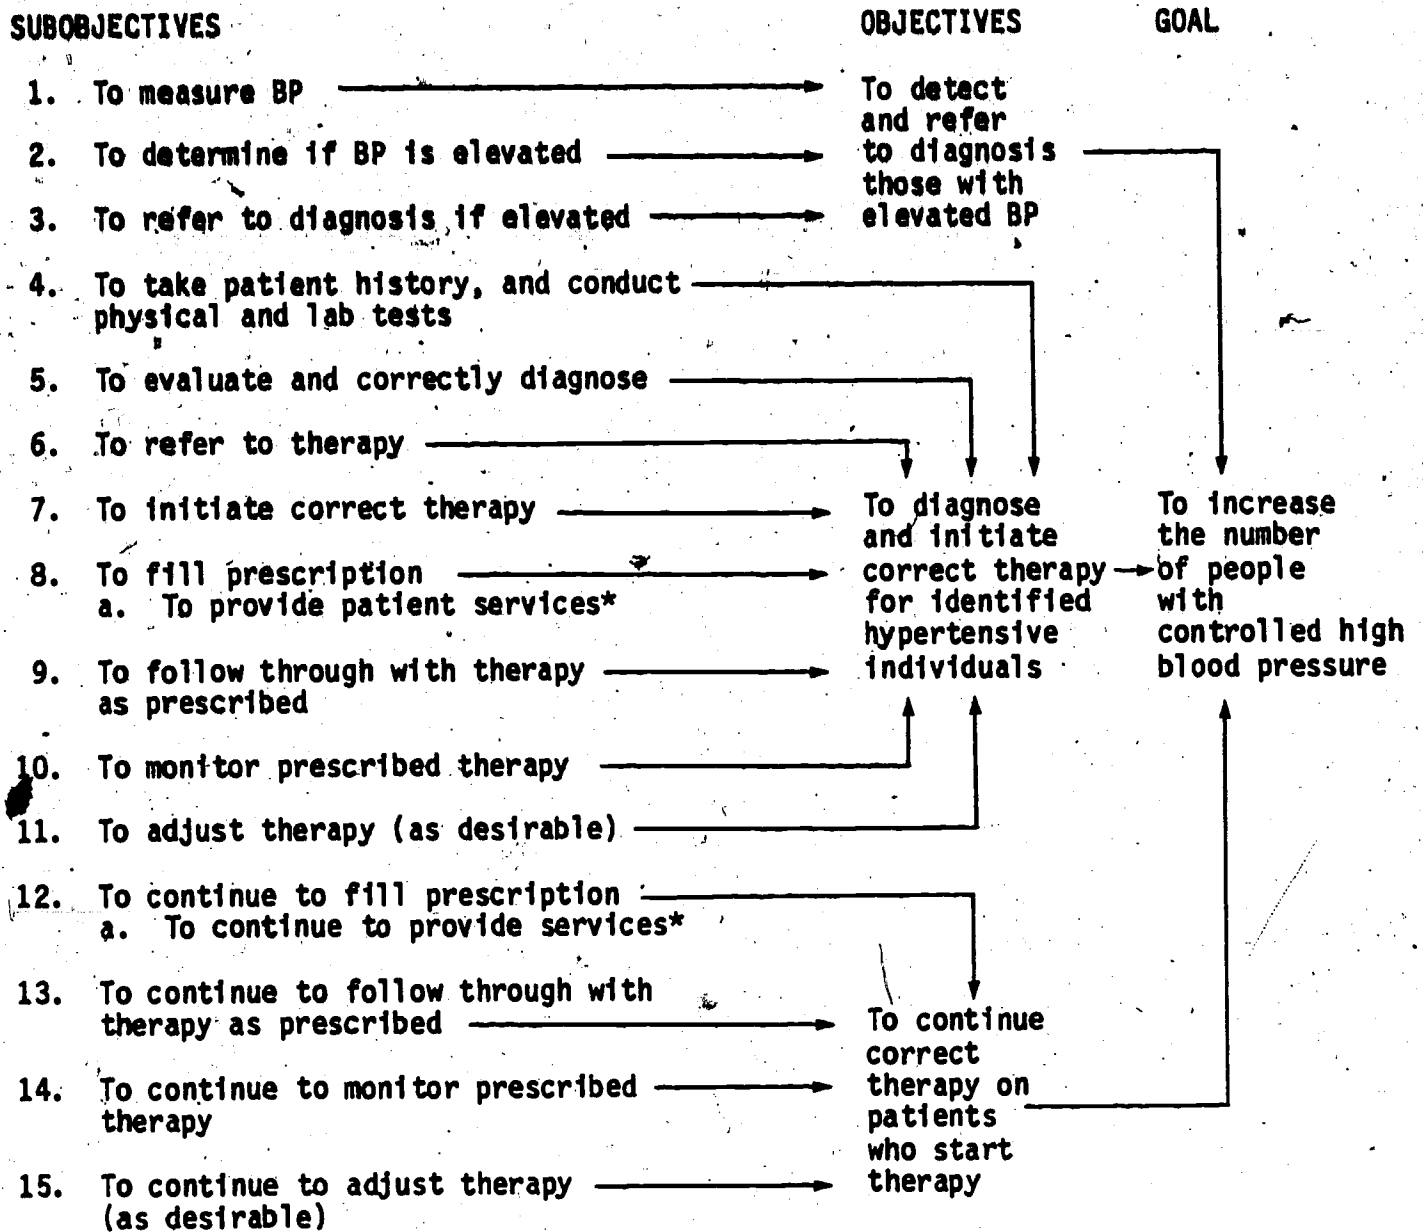 SUBOBJECTIVES OBJECTIVES GOAL
1. To measure BP
2. To determine if BP is elevated
3. To refer to diagnosis if elevated
To detect
and refer
to diagnosis
those with
elevated BP
4. To take patient history, and conduct
physical and lab tests
5. To evaluate and correctly diagnose
6. To refer to therapy
7. To initiate correct therapy
8. To fill prescription
a. To provide patient services*
9. To follow through with therapy
as prescribed
10. To monitor prescribed therapy
11. To adjust therapy (as desirable)
To diagnose
and initiate
correct therapy
for identified
hypertensive
individuals
To increase
the number
of people
with
controlled high
blood pressure
12. To continue to fill prescription
a. To continue to provide services*
13. To continue to follow through with
therapy as prescribed
14. To continue to monitor prescribed
therapy
15. To continue to adjust therapy
(as desirable)
To continue
correct
therapy on
patients
who start
therapy